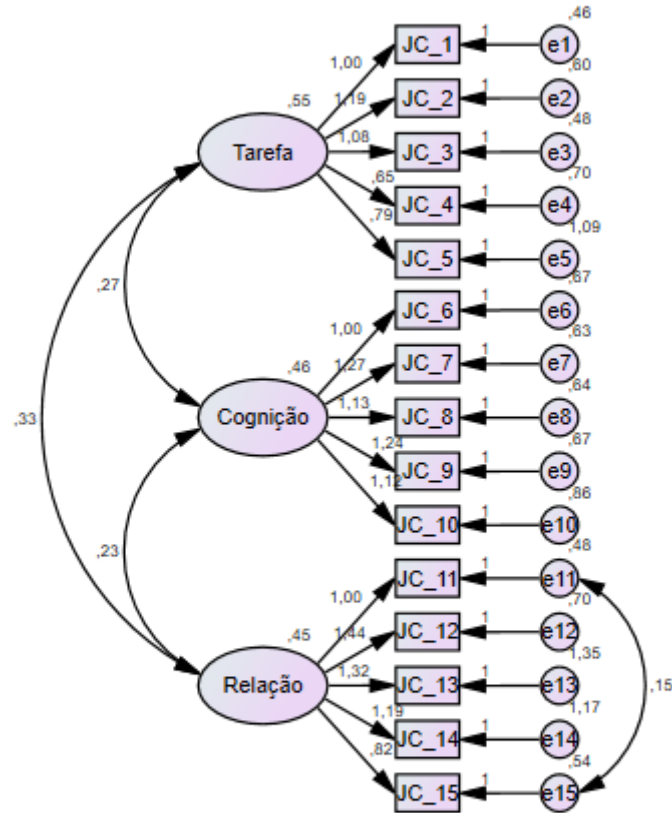 ,46
JC_1 1 e1
1,00
,60
,55 1,19 JC_2 1 e2
,48
Tarefa 1,08 JC_3 1 e3
,70
,65 JC_4 1 e4
1,09
,79 JC_5 1 e5
,67
,27 JC_6 1 e6
1,00
,63
,46 1,27 JC_7 1 e7
,64
Cognição 1,13 JC_8 1 e8
,33
,67
1,24 JC_9 1 e9
,86
1,12 JC_10 1 e10
,48
,23 JC_11 1 e11
1,00
,70
,45 1,44 JC_12 1 e12
1,35
Relação 1,32 JC_13 1 e13
,15
1,17
1,19 JC_14 1 e14
,54
,82 JC_15 1 e15